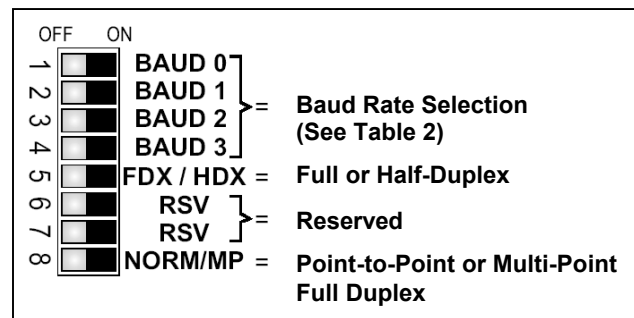 OFF ON
1 BAUD 0
2 BAUD 1
3 BAUD 2
4 BAUD 3
= Baud Rate Selection
(See Table 2)
5 FDX / HDX = Full or Half-Duplex
6 RSV
7 RSV
= Reserved
8 NORM/MP = Point-to-Point or Multi-Point
Full Duplex